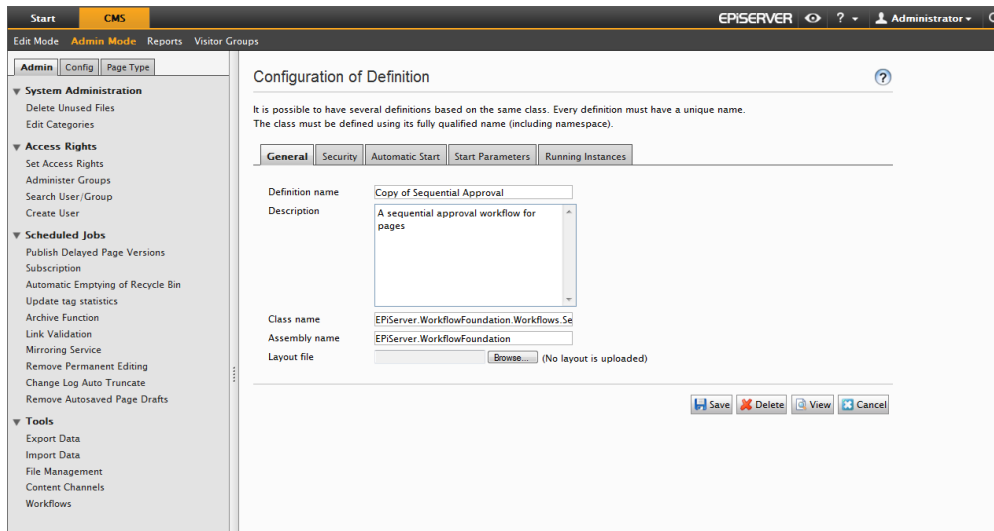 Start CMS EPISERVER ? Administrator
Edit Mode Admin Mode Reports Visitor Groups
Admin Config Page Type
System Administration
Delete Unused Files
Edit Categories
Access Rights
Set Access Rights
Administer Groups
Search User/Group
Create User
Scheduled Jobs
Publish Delayed Page Versions
Subscription
Automatic Emptying of Recycle Bin
Update tag statistics
Archive Function
Link Validation
Mirroring Service
Remove Permanent Editing
Change Log Auto Truncate
Remove Autosaved Page Drafts
Tools
Export Data
Import Data
File Management
Content Channels
Workflows
Configuration of Definition ?
It is possible to have several definitions based on the same class. Every definition must have a unique name.
The class must be defined using its fully qualified name (including namespace).
General Security Automatic Start Start Parameters Running Instances
Definition name Copy of Sequential Approval
Description A sequential approval workflow for
pages
Class name EPiServer.WorkflowFoundation.Workflows.Se
Assembly name EPiServer.WorkflowFoundation
Layout file Browse... (No layout is uploaded)
Save Delete View Cancel